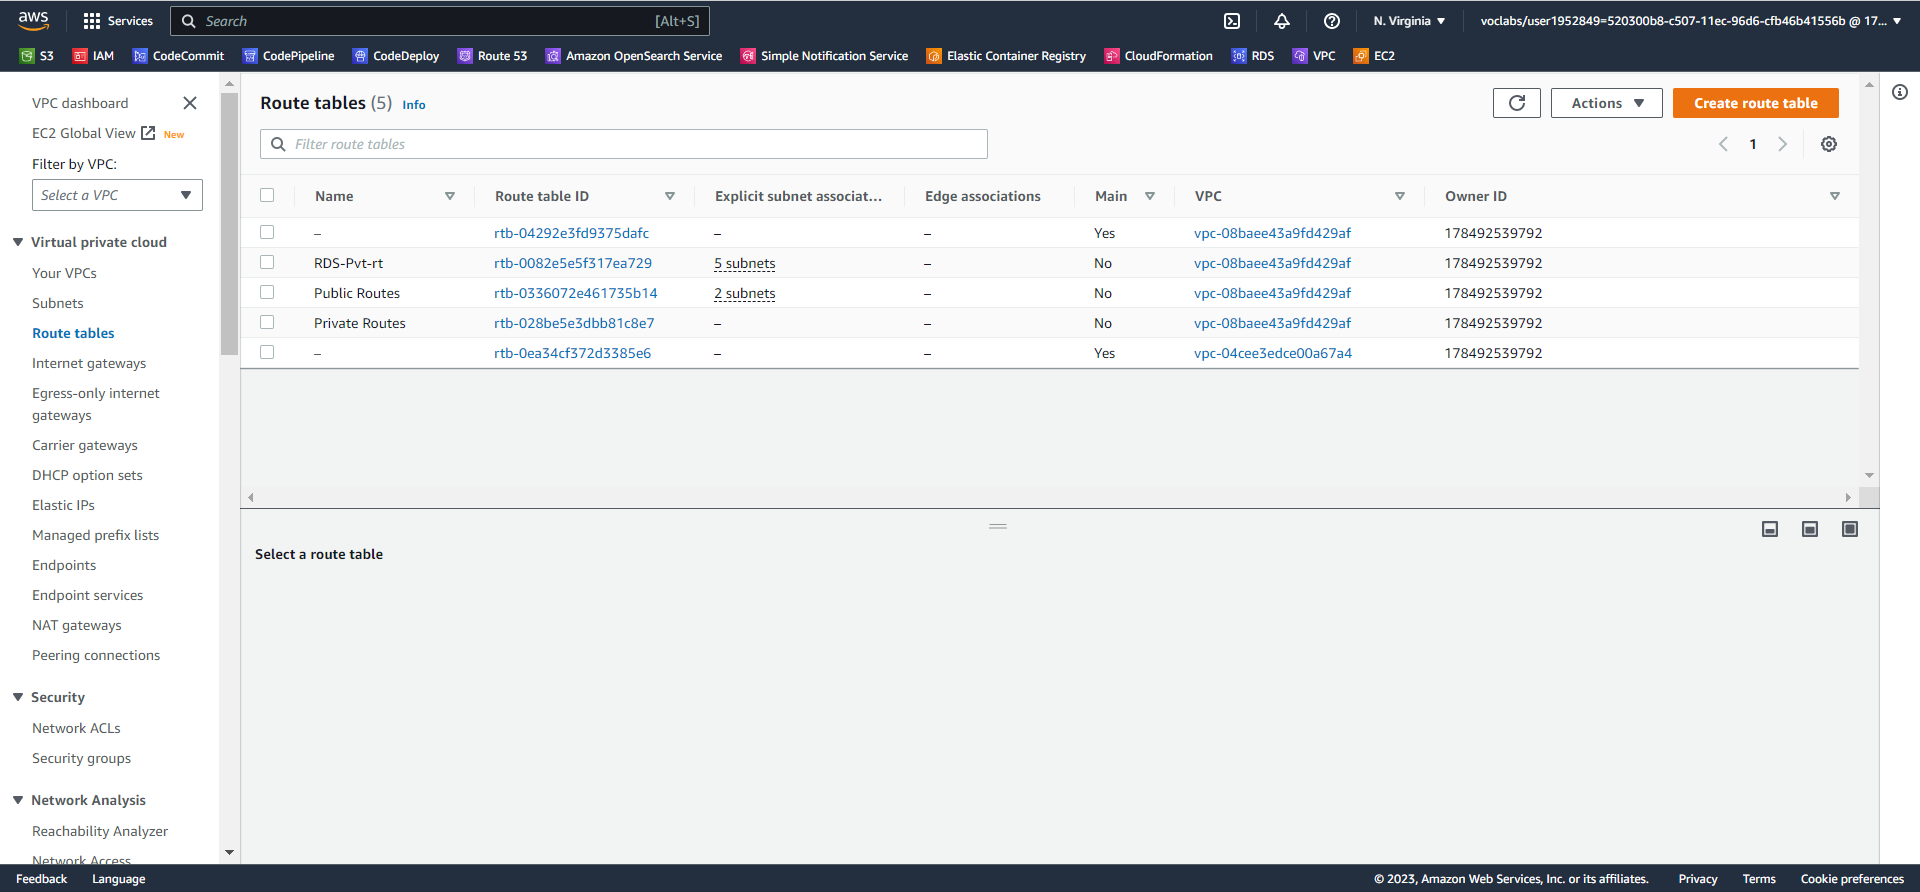 aws Services Search [Alt+S] N. Virginia voclabs/user1952849=520300b8-c507-11ec-96d6-cfb46b41556b @ 17...
S3 IAM CodeCommit CodePipeline CodeDeploy Route 53 Amazon OpenSearch Service Simple Notification Service Elastic Container Registry CloudFormation RDS VPC EC2
VPC dashboard
EC2 Global View New
Filter by VPC:
Select a VPC
Virtual private cloud
Your VPCs
Subnets
Route tables
Internet gateways
Egress-only internet
gateways
Carrier gateways
DHCP option sets
Elastic IPs
Managed prefix lists
Endpoints
Endpoint services
NAT gateways
Peering connections
Security
Network ACLs
Security groups
Network Analysis
Reachability Analyzer
Network Access
Route tables (5) Info
Actions Create route table
Filter route tables
1
Name Route table ID Explicit subnet associat... Edge associations Main VPC Owner ID
– rtb-04292e3fd9375dafc – – Yes vpc-08baee43a9fd429af 178492539792
RDS-Pvt-rt rtb-0082e5e5f317ea729 5 subnets – No vpc-08baee43a9fd429af 178492539792
Public Routes rtb-0336072e461735b14 2 subnets – No vpc-08baee43a9fd429af 178492539792
Private Routes rtb-028be5e3dbb81c8e7 – – No vpc-08baee43a9fd429af 178492539792
– rtb-0ea34cf372d3385e6 – – Yes vpc-04cee3edce00a67a4 178492539792
Select a route table
Feedback Language © 2023, Amazon Web Services, Inc. or its affiliates. Privacy Terms Cookie preferences